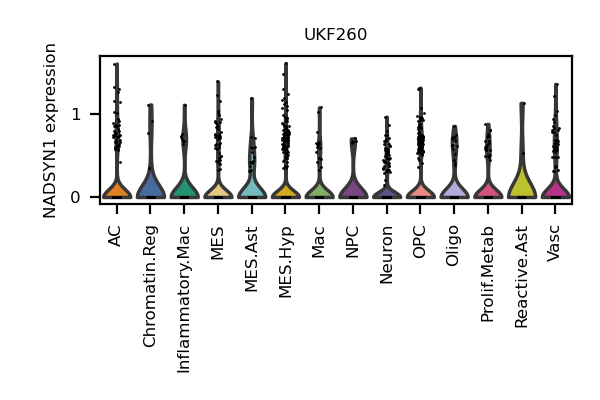 UKF260
NADSYN1 expression
1
0
AC
Chromatin.Reg
Inflammatory.Mac
MES
MES.Ast
MES.Hyp
Mac
NPC
Neuron
OPC
Oligo
Prolif.Metab
Reactive.Ast
Vasc